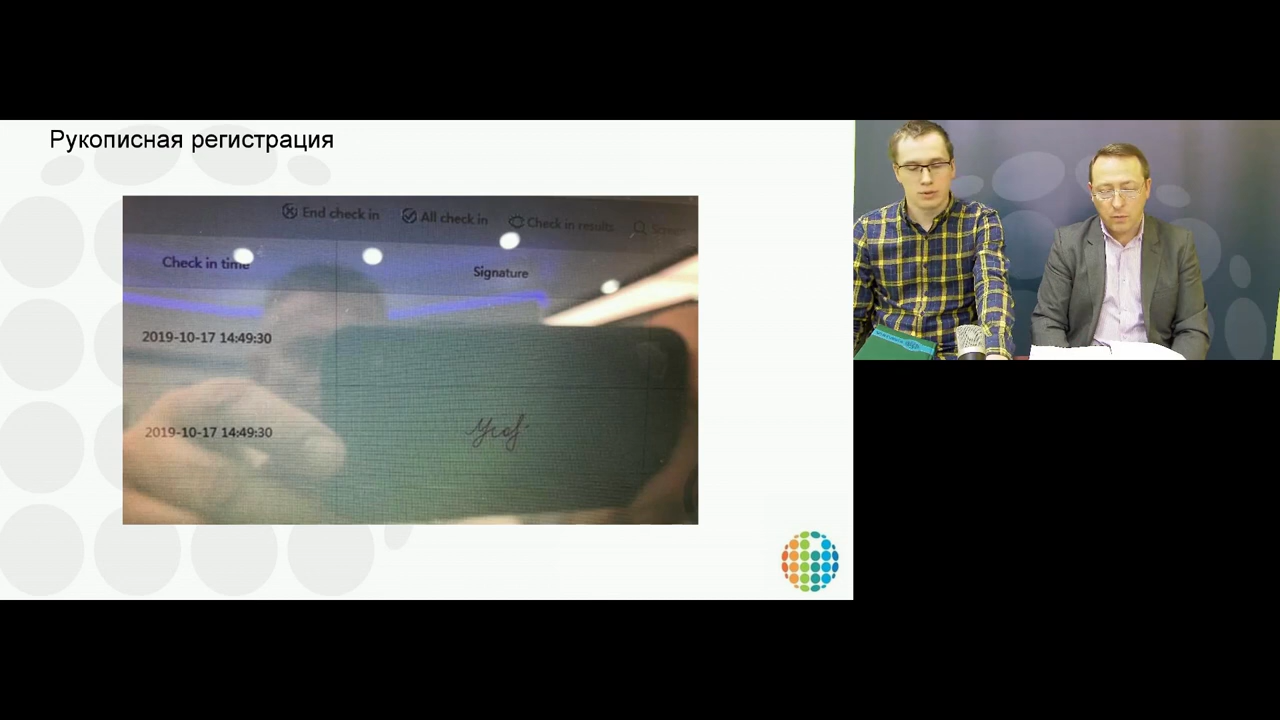 Рукописная регистрация
End check in All check in Check in results
Check in time Signature
2019-10-17 14:49:30
2019-10-17 14:49:30